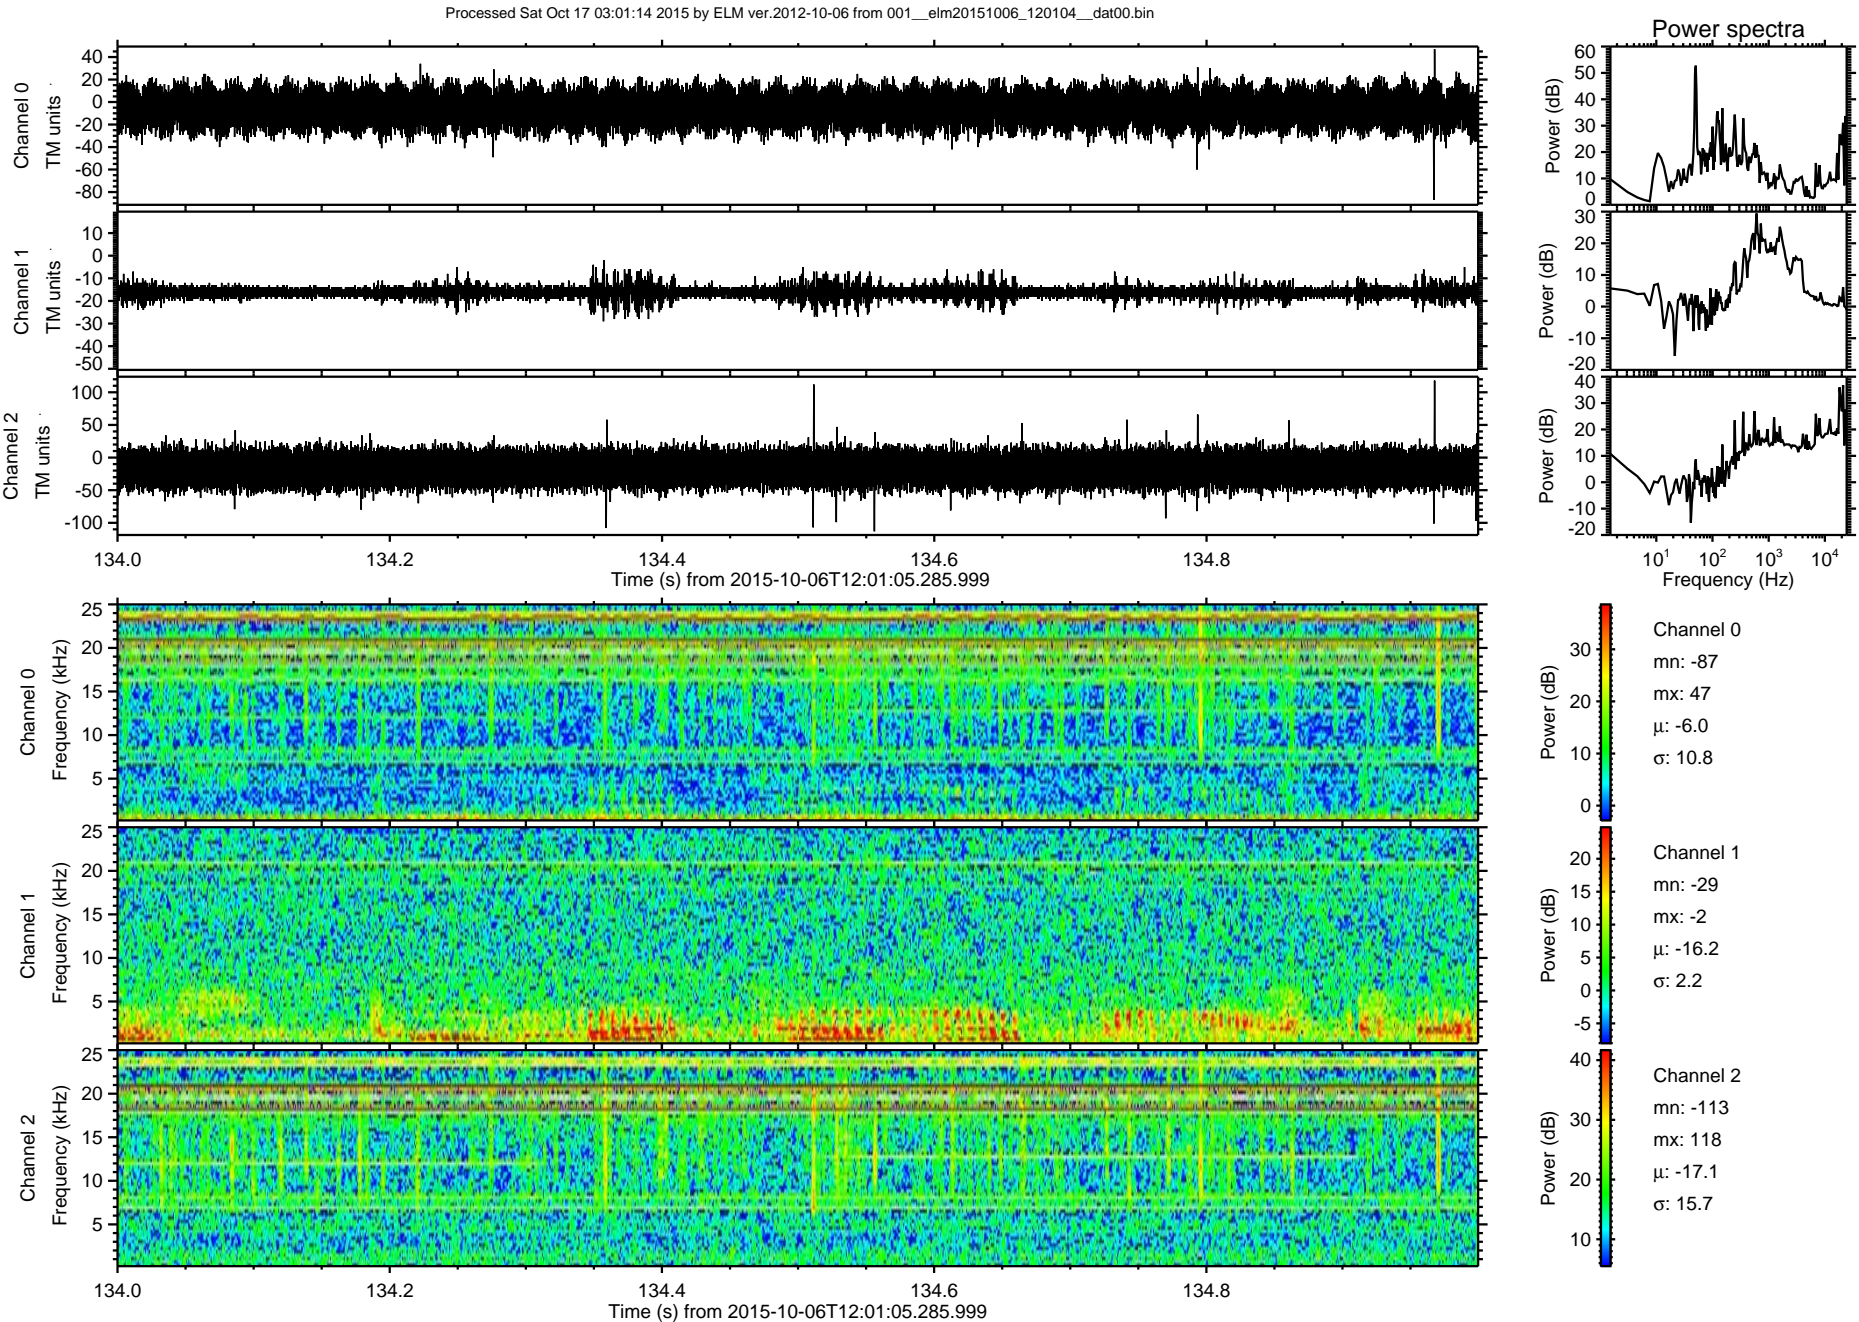 Processed Sat Oct 17 03:01:14 2015 by ELM ver.2012-10-06 from 001__elm20151006_120104__dat00.bin
Power spectra
Channel 0
TM units
40
20
0
-20
-40
-60
-80
Power (dB)
60
50
40
30
20
10
0
Channel 1
TM units
10
0
-10
-20
-30
-40
-50
Power (dB)
30
20
10
0
-10
-20
Channel 2
TM units
100
50
0
-50
-100
Power (dB)
40
30
20
10
0
-10
-20
134.0 134.2 134.4 134.6 134.8
Time (s) from 2015-10-06T12:01:05.285.999
10¹ 10² 10³ 10⁴
Frequency (Hz)
Channel 0
Frequency (kHz)
25
20
15
10
5
Power (dB)
30
20
10
0
Channel 0
mn: -87
mx: 47
µ: -6.0
σ: 10.8
Channel 1
Frequency (kHz)
25
20
15
10
5
Power (dB)
20
15
10
5
0
-5
Channel 1
mn: -29
mx: -2
µ: -16.2
σ: 2.2
Channel 2
Frequency (kHz)
25
20
15
10
5
Power (dB)
40
30
20
10
Channel 2
mn: -113
mx: 118
µ: -17.1
σ: 15.7
134.0 134.2 134.4 134.6 134.8
Time (s) from 2015-10-06T12:01:05.285.999